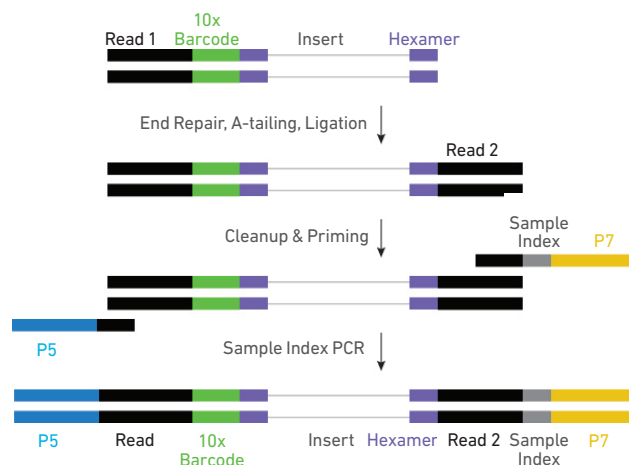 10x
Read 1 Barcode Insert Hexamer
End Repair, A-tailing, Ligation
Read 2
Sample
Cleanup & Priming Index P7
P5 Sample Index PCR
P5 Read 10x Insert Hexamer Read 2 Sample P7
Barcode Index